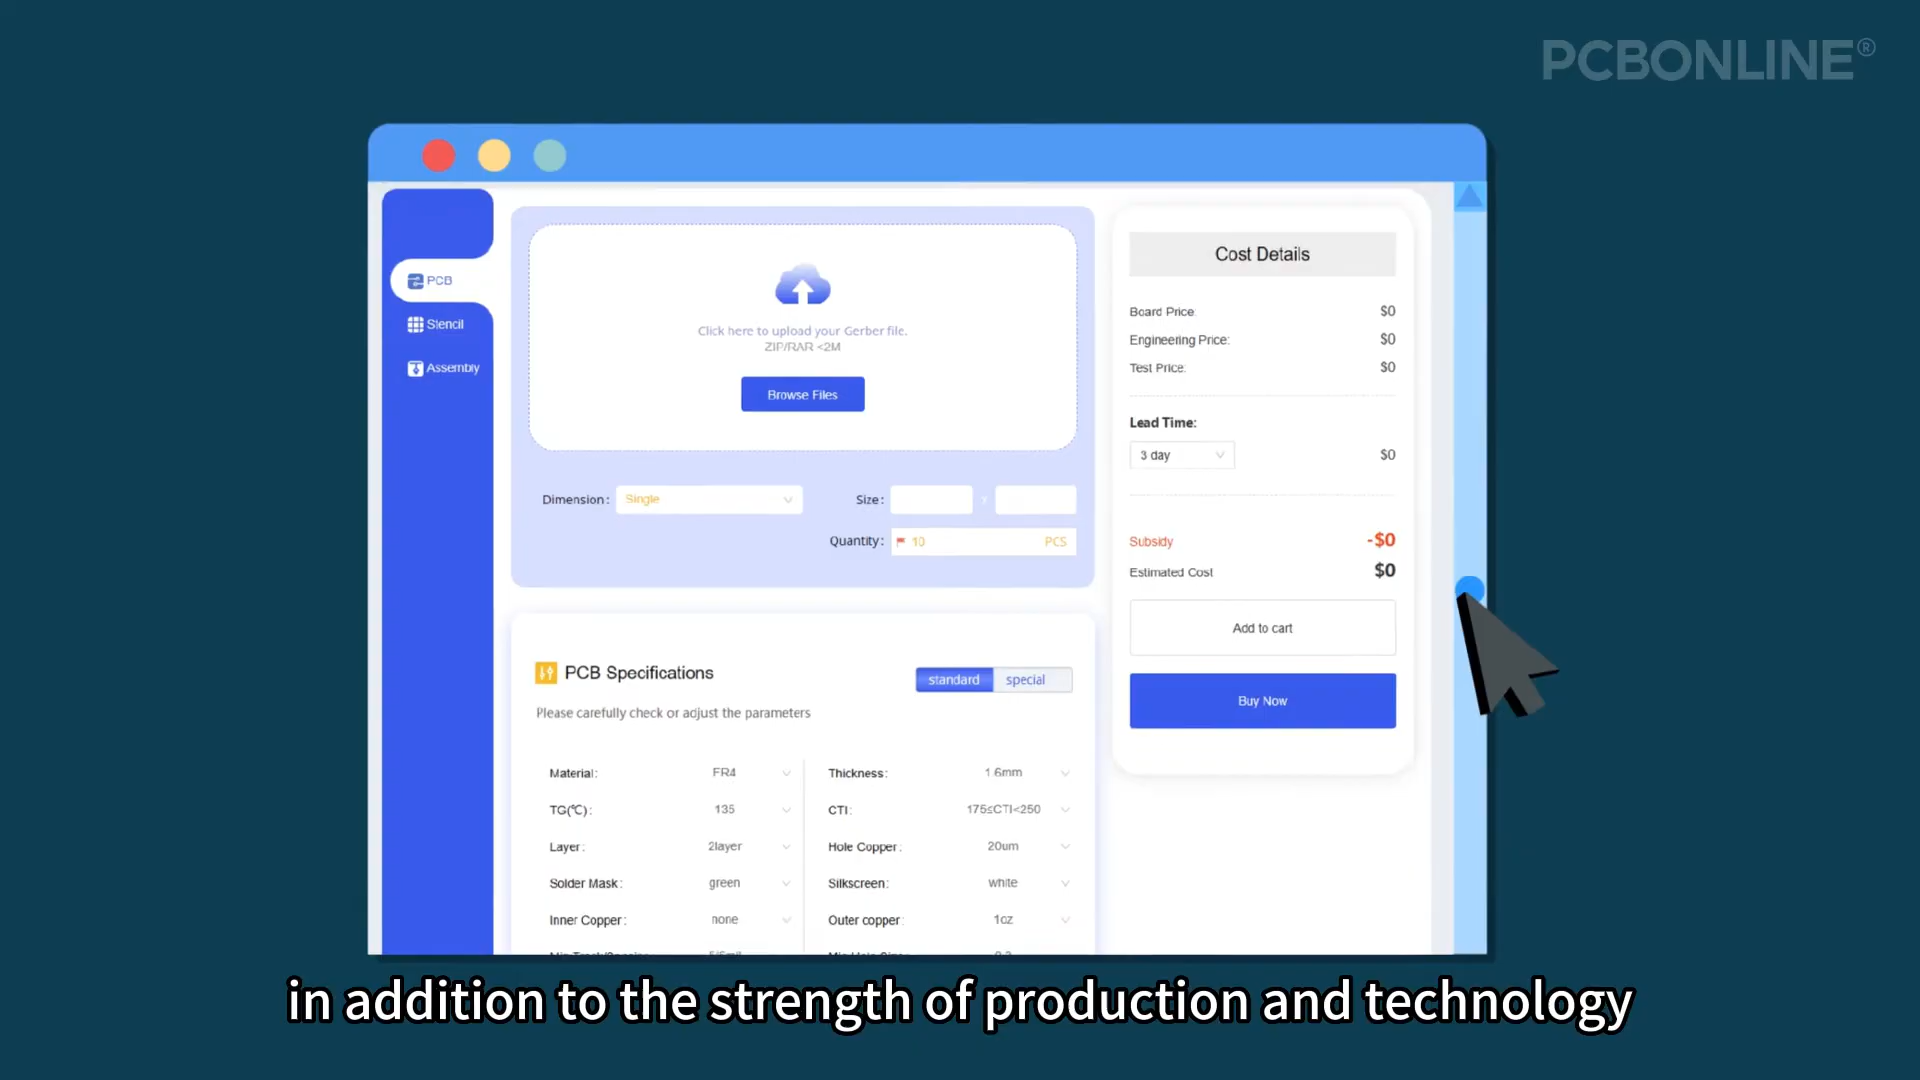 PCBONLINE®
PCB
Stencil
Assembly
Click here to upload your Gerber file.
ZIP/RAR <2M
Browse Files
Dimension: Single
Size:
Quantity: 10 PCS
PCB Specifications
standard special
Please carefully check or adjust the parameters
Material: FR4 Thickness: 1.6mm
TG(℃): 135 CTI: 175≤CTI<250
Layer: 2layer Hole Copper: 20um
Solder Mask: green Silkscreen: white
Inner Copper: none Outer copper: 1oz
Cost Details
Board Price: $0
Engineering Price: $0
Test Price: $0
Lead Time:
3 day $0
Subsidy -$0
Estimated Cost $0
Add to cart
Buy Now
in addition to the strength of production and technology